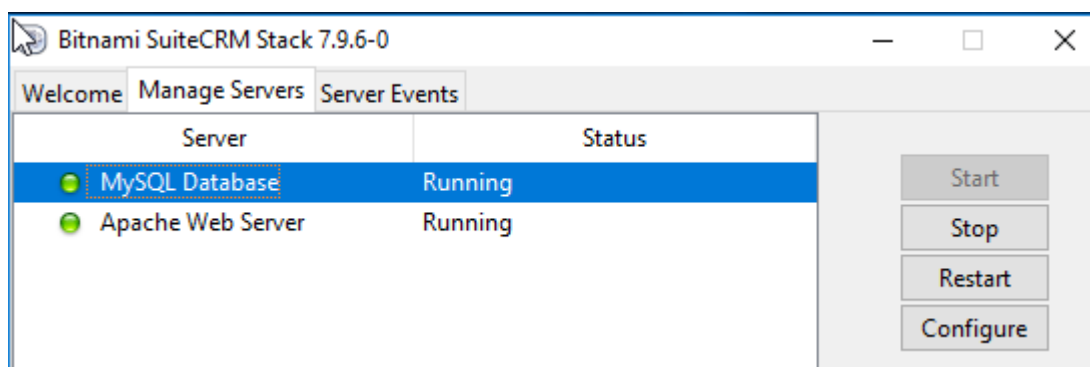 Bitnami SuiteCRM Stack 7.9.6-0
Welcome Manage Servers Server Events
Server Status
MySQL Database Running
Apache Web Server Running
Start
Stop
Restart
Configure